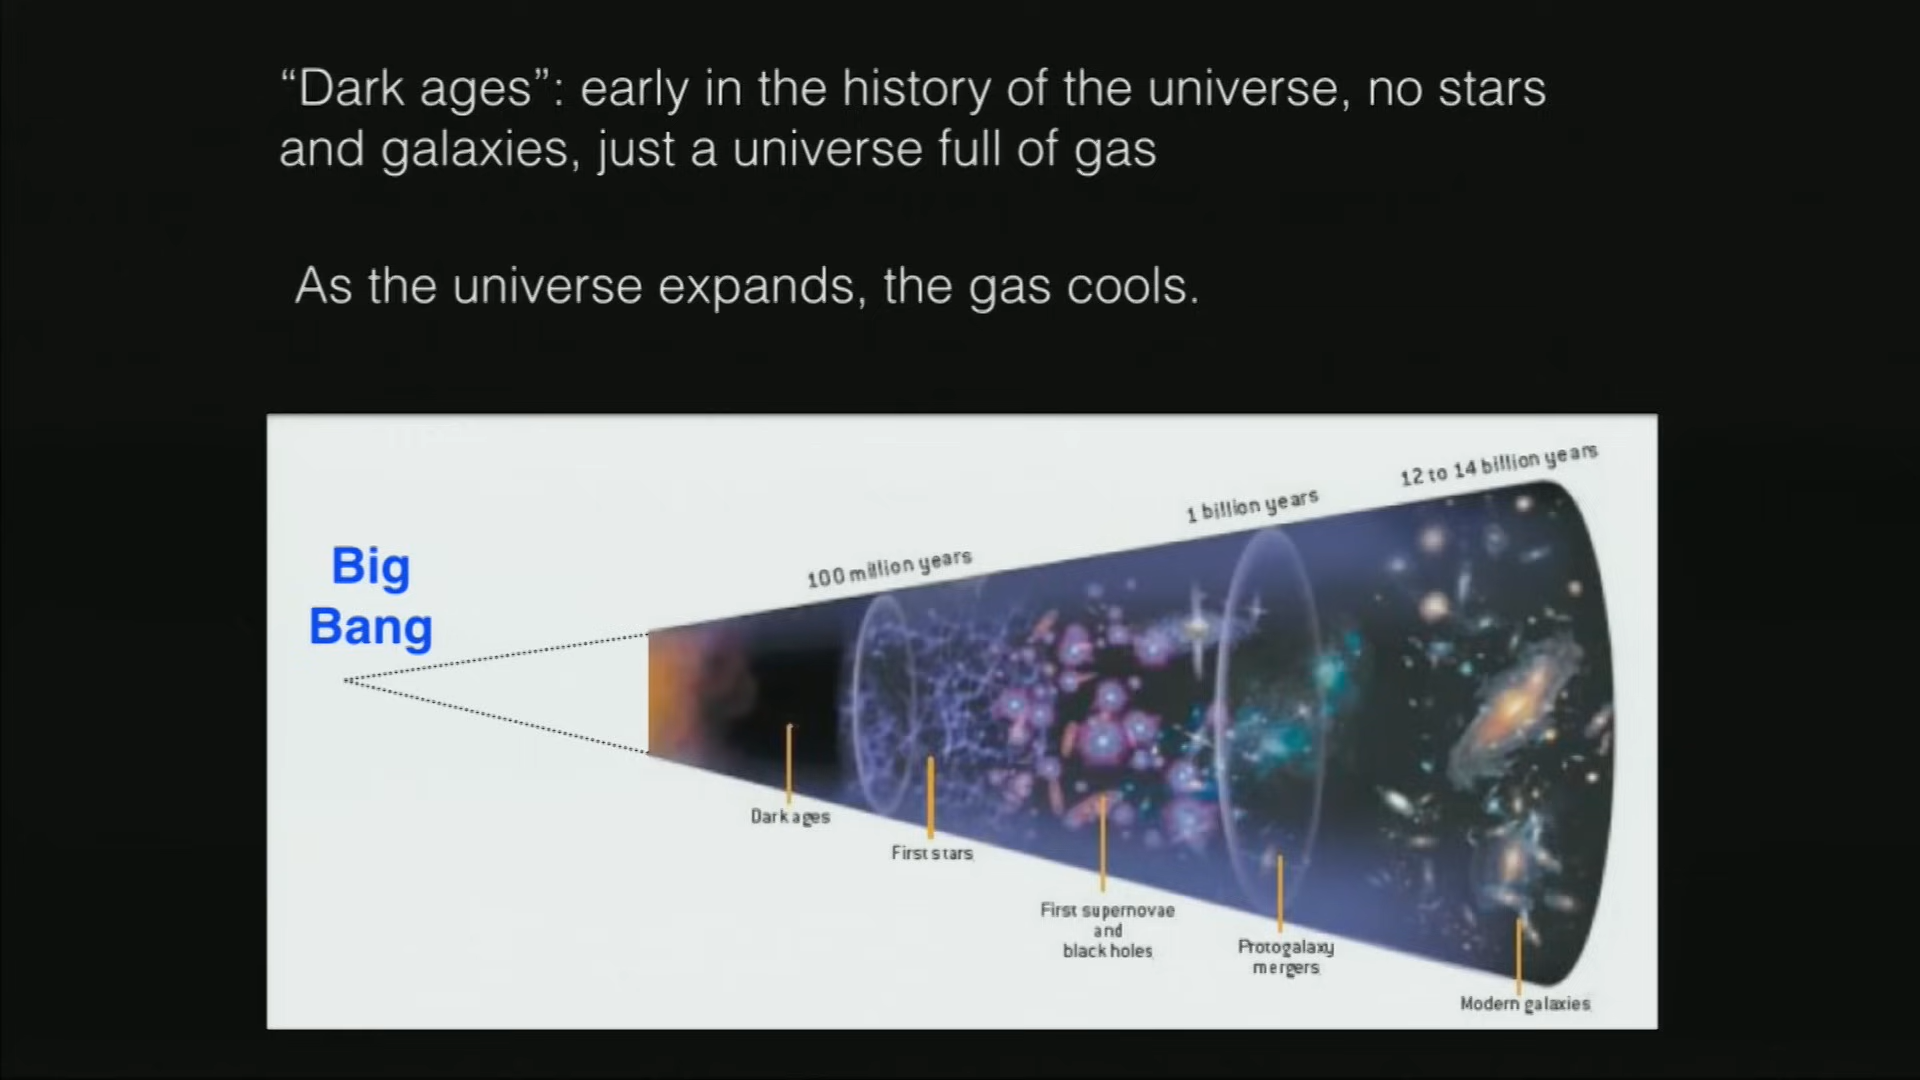 “Dark ages”: early in the history of the universe, no stars
and galaxies, just a universe full of gas
As the universe expands, the gas cools.
Big
Bang
100 million years
1 billion years
12 to 14 billion years
Dark ages
First stars
First supernovae
and
black holes
Protogalaxy
mergers
Modern galaxies